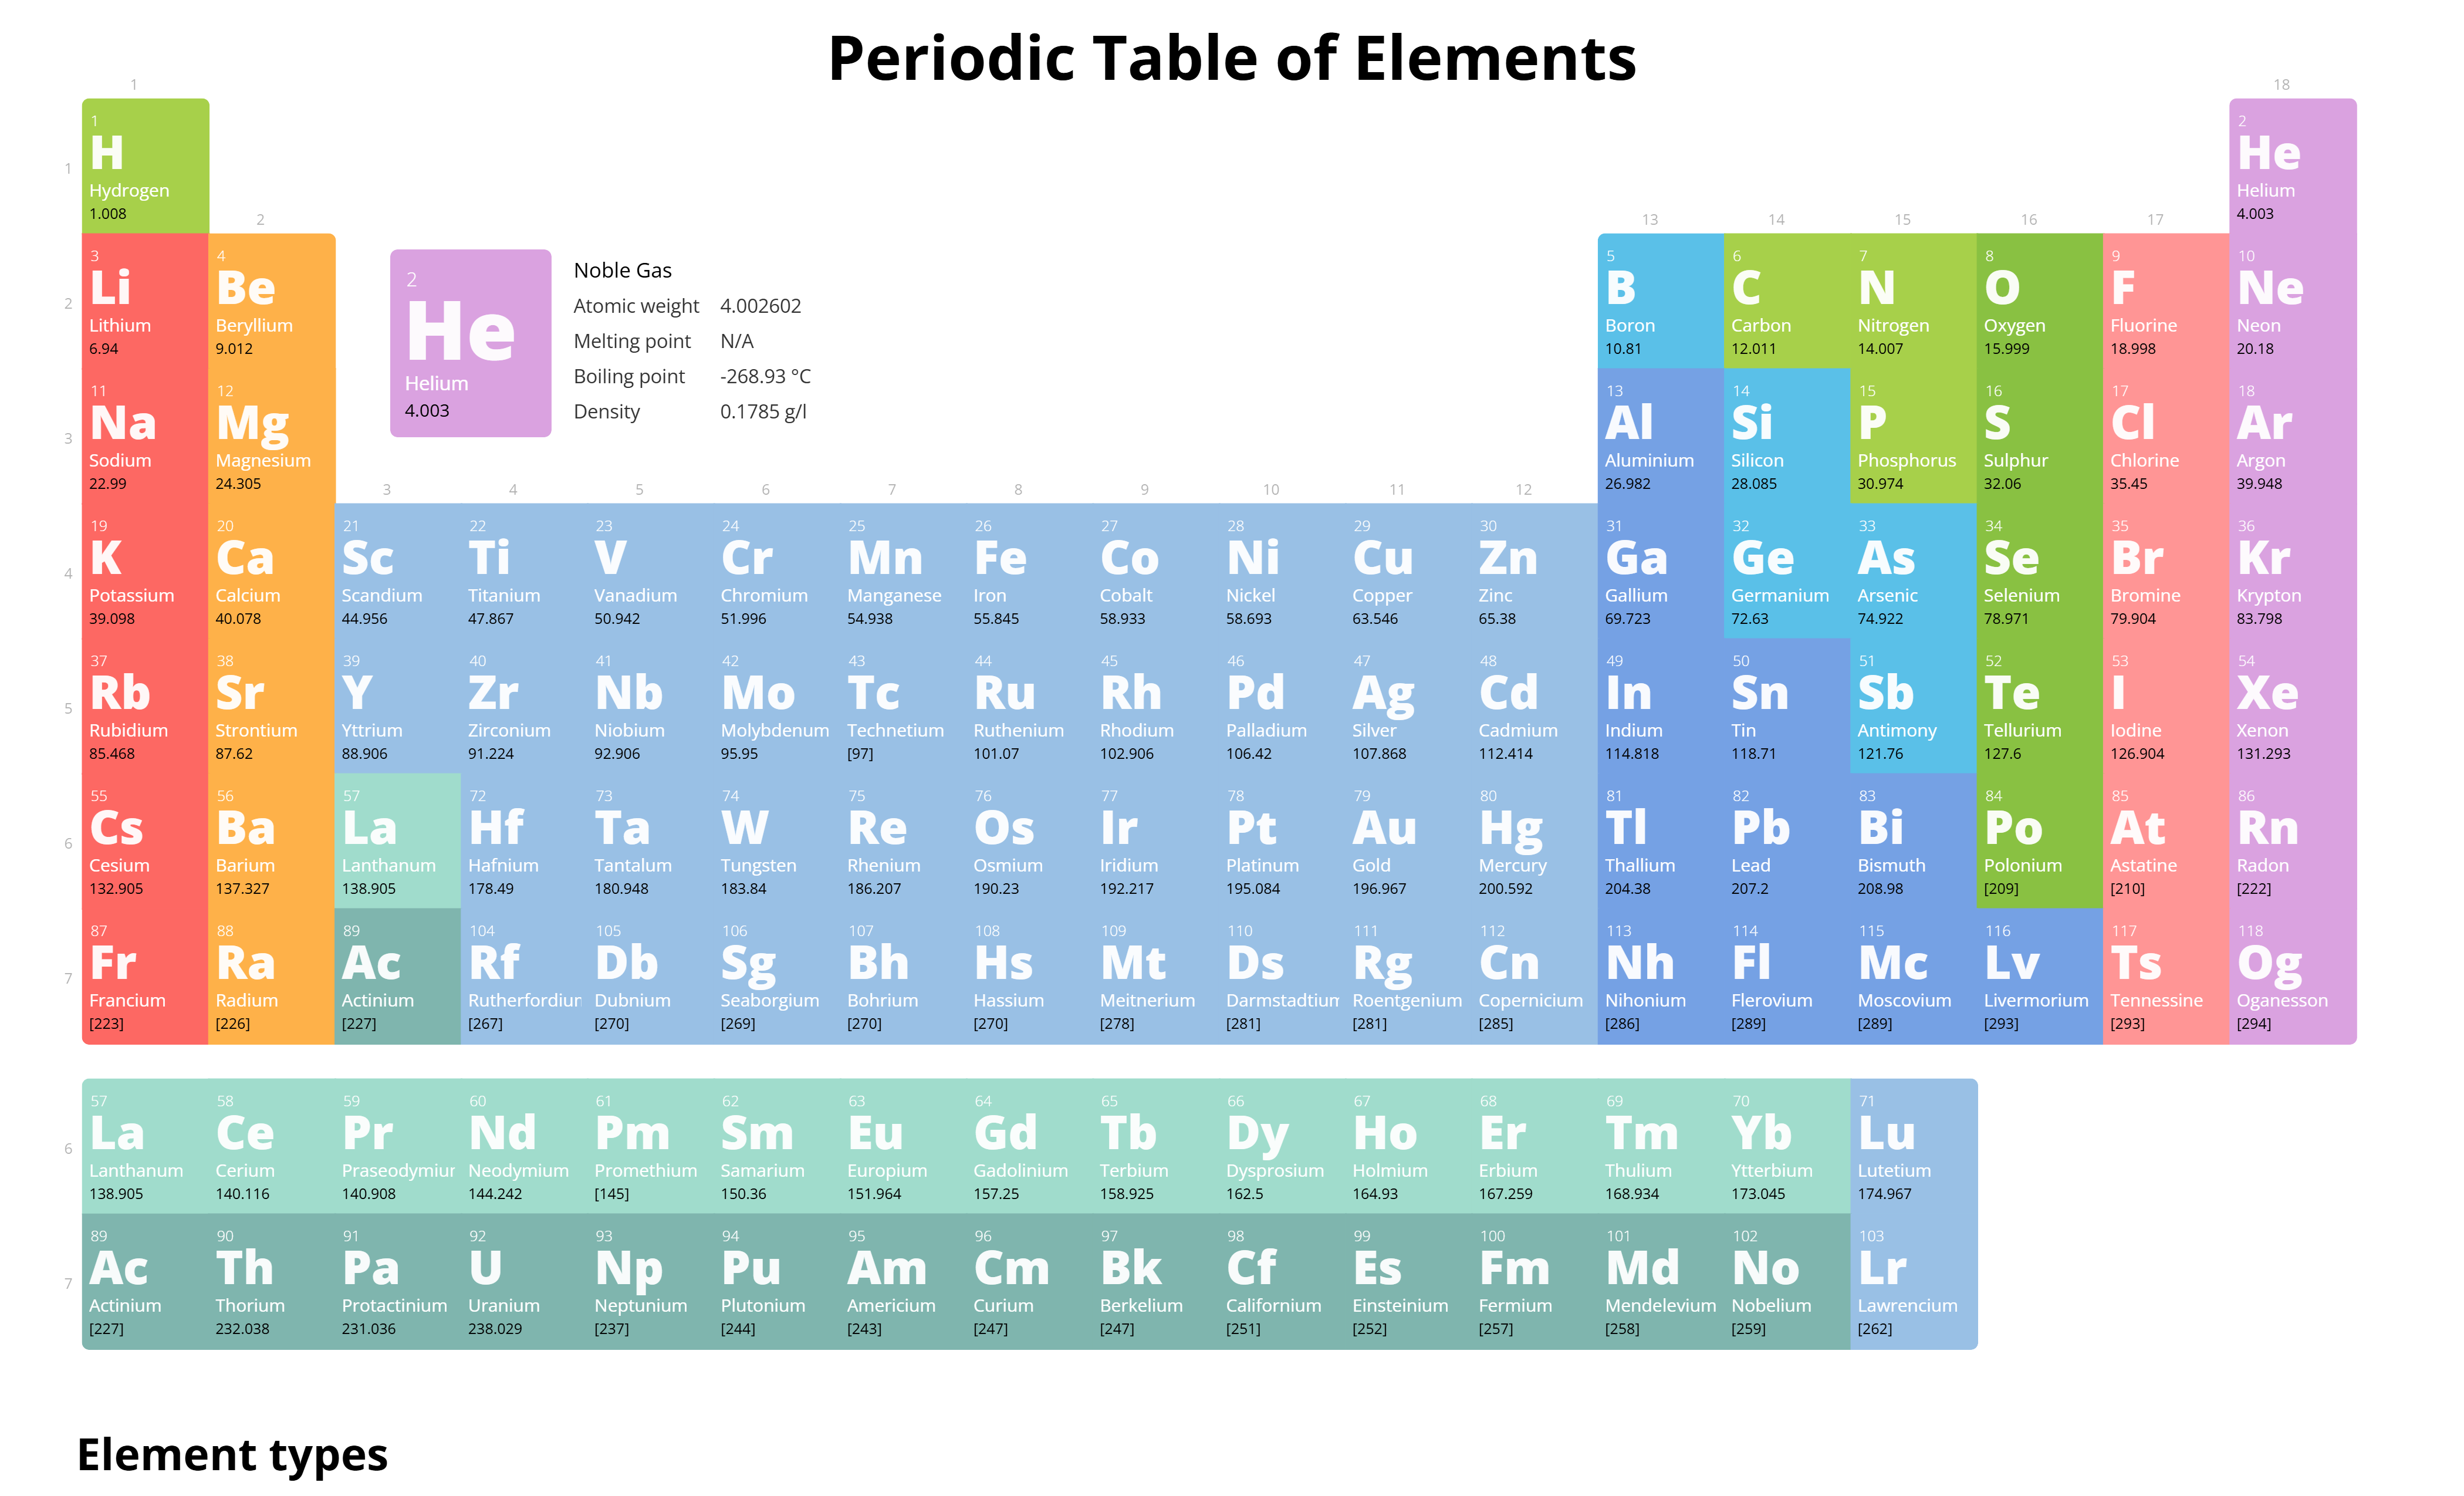 Periodic Table of Elements
1 18
1
H
Hydrogen
1.008
2
He
Helium
4.003
1
2 13 14 15 16 17
3
Li
Lithium
6.94
4
Be
Beryllium
9.012
2
He
Helium
4.003
Noble Gas
Atomic weight 4.002602
Melting point N/A
Boiling point -268.93 °C
Density 0.1785 g/l
5 6 7 8 9 10
B C N O F Ne
Boron Carbon Nitrogen Oxygen Fluorine Neon
10.81 12.011 14.007 15.999 18.998 20.18
2
11 12 13 14 15 16 17 18
Na Mg Al Si P S Cl Ar
Sodium Magnesium Aluminium Silicon Phosphorus Sulphur Chlorine Argon
22.99 24.305 26.982 28.085 30.974 32.06 35.45 39.948
3
3 4 5 6 7 8 9 10 11 12
19 20 21 22 23 24 25 26 27 28 29 30 31 32 33 34 35 36
K Ca Sc Ti V Cr Mn Fe Co Ni Cu Zn Ga Ge As Se Br Kr
Potassium Calcium Scandium Titanium Vanadium Chromium Manganese Iron Cobalt Nickel Copper Zinc Gallium Germanium Arsenic Selenium Bromine Krypton
39.098 40.078 44.956 47.867 50.942 51.996 54.938 55.845 58.933 58.693 63.546 65.38 69.723 72.63 74.922 78.971 79.904 83.798
4
37 38 39 40 41 42 43 44 45 46 47 48 49 50 51 52 53 54
Rb Sr Y Zr Nb Mo Tc Ru Rh Pd Ag Cd In Sn Sb Te I Xe
Rubidium Strontium Yttrium Zirconium Niobium Molybdenum Technetium Ruthenium Rhodium Palladium Silver Cadmium Indium Tin Antimony Tellurium Iodine Xenon
85.468 87.62 88.906 91.224 92.906 95.95 [97] 101.07 102.906 106.42 107.868 112.414 114.818 118.71 121.76 127.6 126.904 131.293
5
55 56 57 72 73 74 75 76 77 78 79 80 81 82 83 84 85 86
Cs Ba La Hf Ta W Re Os Ir Pt Au Hg Tl Pb Bi Po At Rn
Cesium Barium Lanthanum Hafnium Tantalum Tungsten Rhenium Osmium Iridium Platinum Gold Mercury Thallium Lead Bismuth Polonium Astatine Radon
132.905 137.327 138.905 178.49 180.948 183.84 186.207 190.23 192.217 195.084 196.967 200.592 204.38 207.2 208.98 [209] [210] [222]
6
87 88 89 104 105 106 107 108 109 110 111 112 113 114 115 116 117 118
Fr Ra Ac Rf Db Sg Bh Hs Mt Ds Rg Cn Nh Fl Mc Lv Ts Og
Francium Radium Actinium Rutherfordiur Dubnium Seaborgium Bohrium Hassium Meitnerium Darmstadtiun Roentgenium Copernicium Nihonium Flerovium Moscovium Livermorium Tennessine Oganesson
[223] [226] [227] [267] [270] [269] [270] [270] [278] [281] [281] [285] [286] [289] [289] [293] [293] [294]
7
57 58 59 60 61 62 63 64 65 66 67 68 69 70 71
La Ce Pr Nd Pm Sm Eu Gd Tb Dy Ho Er Tm Yb Lu
Lanthanum Cerium Praseodymiur Neodymium Promethium Samarium Europium Gadolinium Terbium Dysprosium Holmium Erbium Thulium Ytterbium Lutetium
138.905 140.116 140.908 144.242 [145] 150.36 151.964 157.25 158.925 162.5 164.93 167.259 168.934 173.045 174.967
6
89 90 91 92 93 94 95 96 97 98 99 100 101 102 103
Ac Th Pa U Np Pu Am Cm Bk Cf Es Fm Md No Lr
Actinium Thorium Protactinium Uranium Neptunium Plutonium Americium Curium Berkelium Californium Einsteinium Fermium Mendelevium Nobelium Lawrencium
[227] 232.038 231.036 238.029 [237] [244] [243] [247] [247] [251] [252] [257] [258] [259] [262]
7
Element types